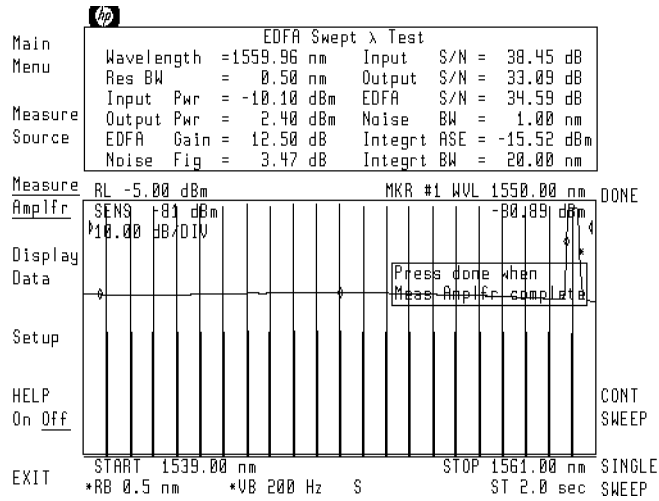 hp
EDFA Swept λ Test
Wavelength =1559.96 nm Input S/N = 38.45 dB
Res BW = 0.50 nm Output S/N = 33.09 dB
Input Pwr = -10.10 dBm EDFA S/N = 34.59 dB
Output Pwr = 2.40 dBm Noise BW = 1.00 nm
EDFA Gain = 12.50 dB Integrt ASE = -15.52 dBm
Noise Fig = 3.47 dB Integrt BW = 20.00 nm
Main
Menu
Measure
Source
Measure
Amplfr
Display
Data
Setup
HELP
On Off
EXIT
RL -5.00 dBm MKR #1 WVL 1550.00 nm
SENS -81 dBm -80.89 dBm
10.00 dB/DIV
Press done when
Meas Amplfr complete
START 1539.00 nm STOP 1561.00 nm
*RB 0.5 nm *VB 200 Hz S ST 2.0 sec
DONE
CONT
SWEEP
SINGLE
SWEEP